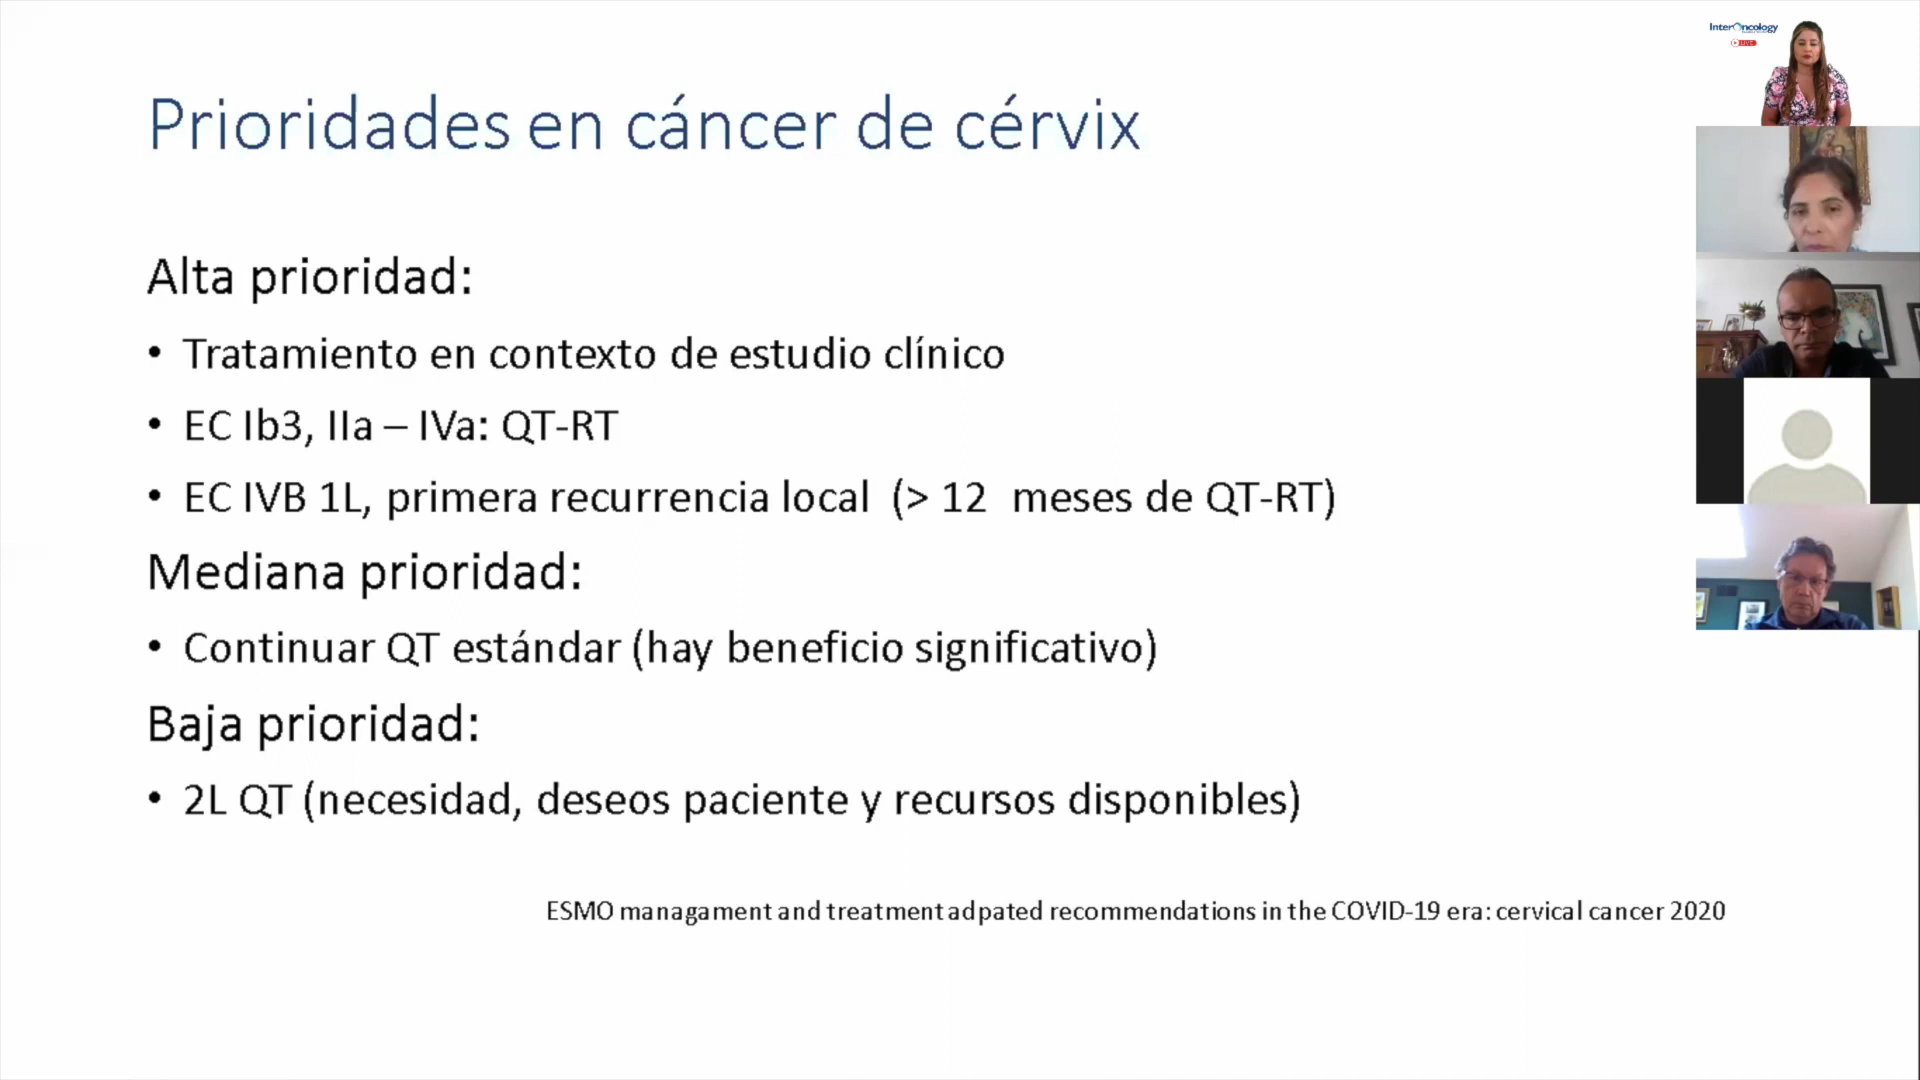 InterOncology
LIVE
Prioridades en cáncer de cérvix
Alta prioridad:
• Tratamiento en contexto de estudio clínico
• EC Ib3, IIa – IVa: QT-RT
• EC IVB 1L, primera recurrencia local (> 12 meses de QT-RT)
Mediana prioridad:
• Continuar QT estándar (hay beneficio significativo)
Baja prioridad:
• 2L QT (necesidad, deseos paciente y recursos disponibles)
ESMO managament and treatment adpated recommendations in the COVID-19 era: cervical cancer 2020